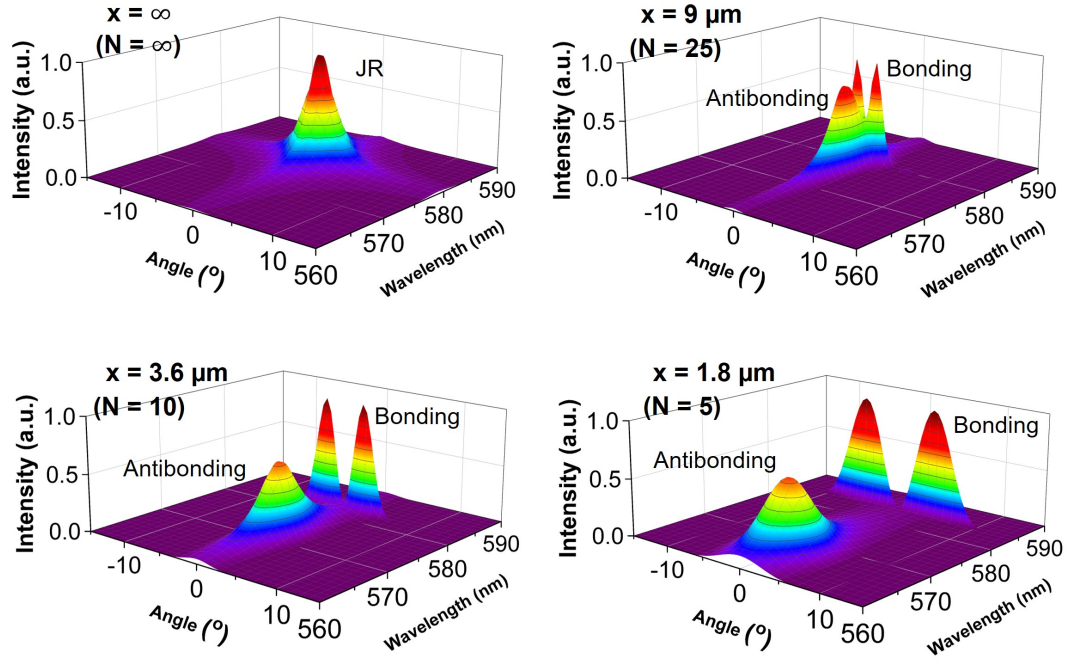 x = ∞
(N = ∞)
JR
Intensity (a.u.)
1.0
0.5
0.0
-10
0
10
Angle (°)
560
570
580
590
Wavelength (nm)
x = 9 µm
(N = 25)
Antibonding
Bonding
Intensity (a.u.)
1.0
0.5
0.0
-10
0
10
Angle (°)
560
570
580
590
Wavelength (nm)
x = 3.6 µm
(N = 10)
Antibonding
Bonding
Intensity (a.u.)
1.0
0.5
0.0
-10
0
10
Angle (°)
560
570
580
590
Wavelength (nm)
x = 1.8 µm
(N = 5)
Antibonding
Bonding
Intensity (a.u.)
1.0
0.5
0.0
-10
0
10
Angle (°)
560
570
580
590
Wavelength (nm)